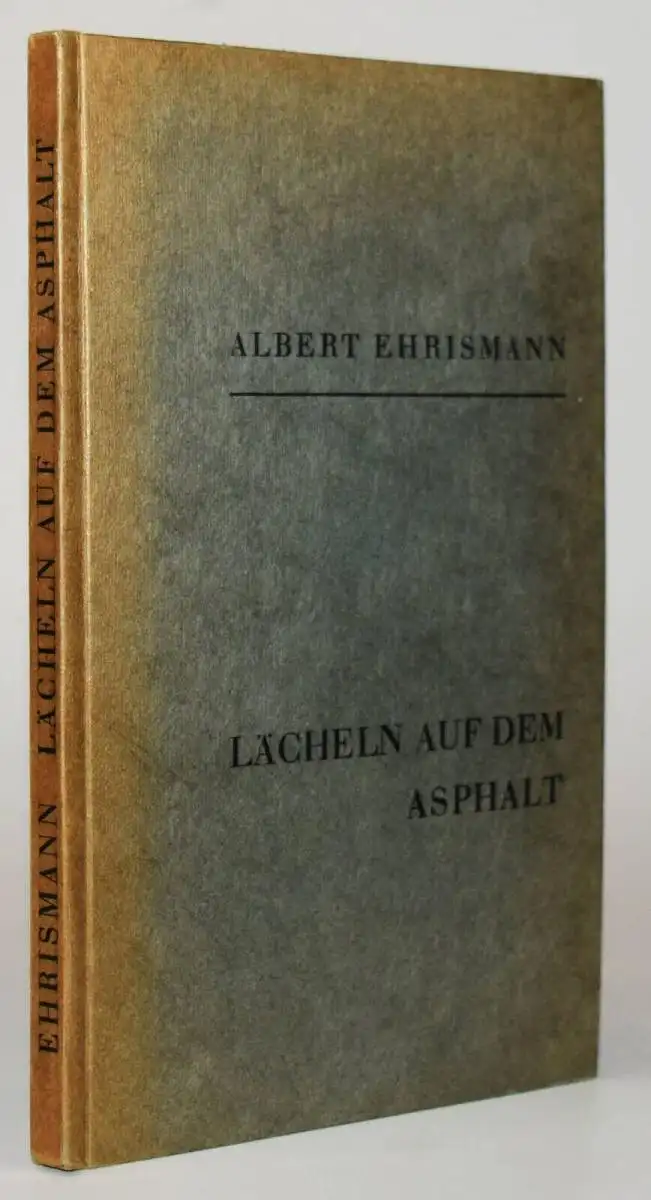 EHRISMANN LÄCHELN AUF DEM ASPHALT
ALBERT EHRISMANN
LÄCHELN AUF DEM
ASPHALT